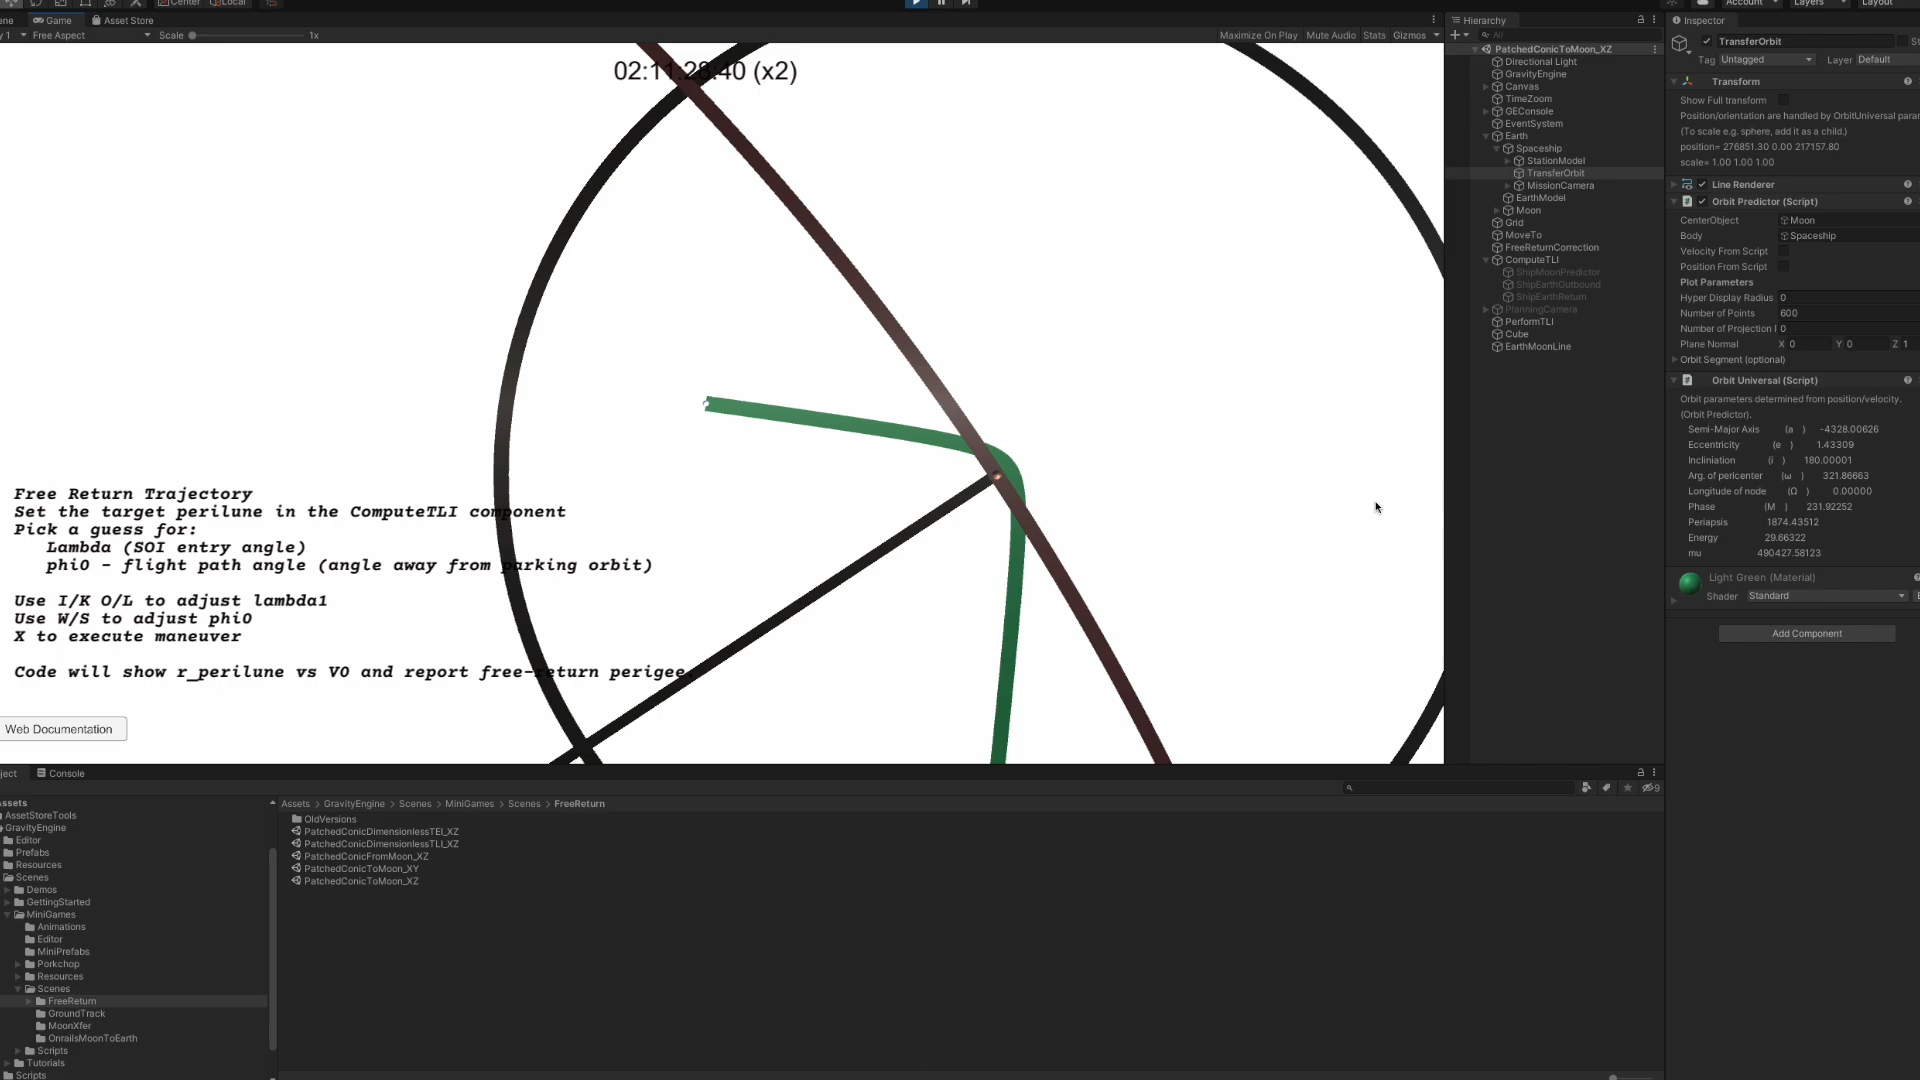 Center
Local
Account
Layers
Layout
Game
Asset Store
Free Aspect
Scale
1x
Maximize On Play
Mute Audio
Stats
Gizmos
02:11:28:40 (x2)
Free Return Trajectory
Set the target perilune in the ComputeTLI component
Pick a guess for:
Lambda (SOI entry angle)
phi0 - flight path angle (angle away from parking orbit)
Use I/K O/L to adjust lambda1
Use W/S to adjust phi0
X to execute maneuver
Code will show r_perilune vs V0 and report free-return perigee.
Web Documentation
Hierarchy
All
PatchedConicToMoon_XZ
Directional Light
GravityEngine
Canvas
TimeZoom
GEConsole
EventSystem
Earth
Spaceship
StationModel
TransferOrbit
MissionCamera
EarthModel
Moon
Grid
MoveTo
FreeReturnCorrection
ComputeTLI
ShipMoonPredictor
ShipEarthOutbound
ShipEarthReturn
PlanningCamera
PerformTLI
Cube
EarthMoonLine
Inspector
TransferOrbit
Tag Untagged
Layer Default
Transform
Show Full transform
Position/orientation are handled by OrbitUniversal para
(To scale e.g. sphere, add it as a child.)
position= 276851.30 0.00 217157.80
scale= 1.00 1.00 1.00
Line Renderer
Orbit Predictor (Script)
CenterObject Moon
Body Spaceship
Velocity From Script
Position From Script
Plot Parameters
Hyper Display Radius 0
Number of Points 600
Number of Projection l 0
Plane Normal X 0 Y 0 Z 1
Orbit Segment (optional)
Orbit Universal (Script)
Orbit parameters determined from position/velocity.
(Orbit Predictor).
Semi-Major Axis (a ) -4328.00626
Eccentricity (e ) 1.43309
Incliniation (i ) 180.00001
Arg. of pericenter (ω ) 321.86663
Longitude of node (Ω ) 0.00000
Phase (M ) 231.92252
Periapsis 1874.43512
Energy 29.66322
mu 490427.58123
Light Green (Material)
Shader Standard
Add Component
ject
Console
9
ssets
AssetStoreTools
GravityEngine
Editor
Prefabs
Resources
Scenes
Demos
GettingStarted
MiniGames
Animations
Editor
MiniPrefabs
Porkchop
Resources
Scenes
FreeReturn
GroundTrack
MoonXfer
OnrailsMoonToEarth
Scripts
Tutorials
Scripts
Assets > GravityEngine > Scenes > MiniGames > Scenes > FreeReturn
OldVersions
PatchedConicDimensionlessTEI_XZ
PatchedConicDimensionlessTLI_XZ
PatchedConicFromMoon_XZ
PatchedConicToMoon_XY
PatchedConicToMoon_XZ